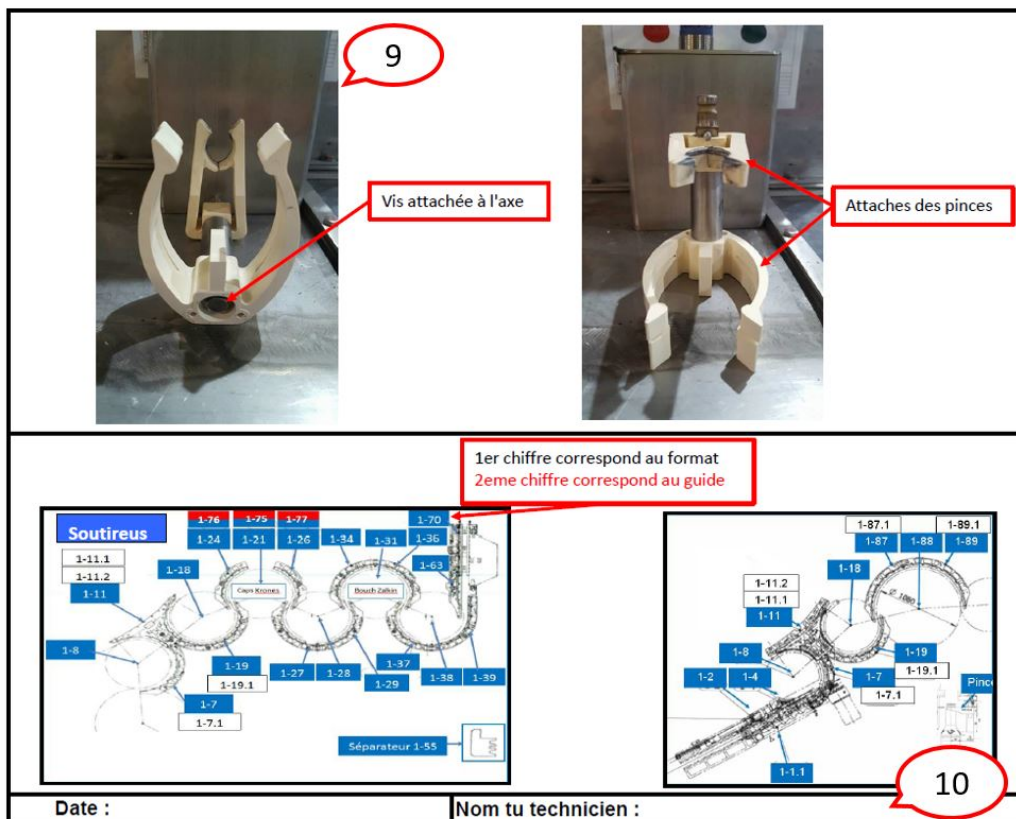 9
Vis attachée à l'axe
Attaches des pinces
1er chiffre correspond au format
2eme chiffre correspond au guide
Soutireus
1-76 1-75 1-77
1-24 1-21 1-26
1-34 1-31 1-36
1-70
1-63
1-11.1
1-11.2
1-11
1-18
Caps Krones
Bouch Zalkin
1-8
1-19
1-19.1
1-27 1-28 1-29
1-37
1-38 1-39
1-7
1-7.1
Séparateur 1-55
1-87.1 1-89.1
1-87 1-88 1-89
1-18
1-11.2
1-11.1
1-11
1-8
1-2 1-4
1-19
1-19.1
1-7
1-7.1
Pince
1-1.1
10
Date :
Nom tu technicien :